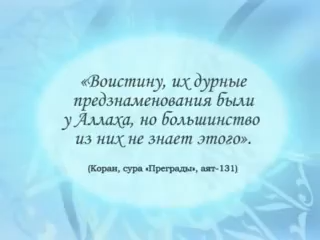 «Воистину, их дурные
предзнаменования были
у Аллаха, но большинство
из них не знает этого».
(Коран, сура «Преграды», аят-131)